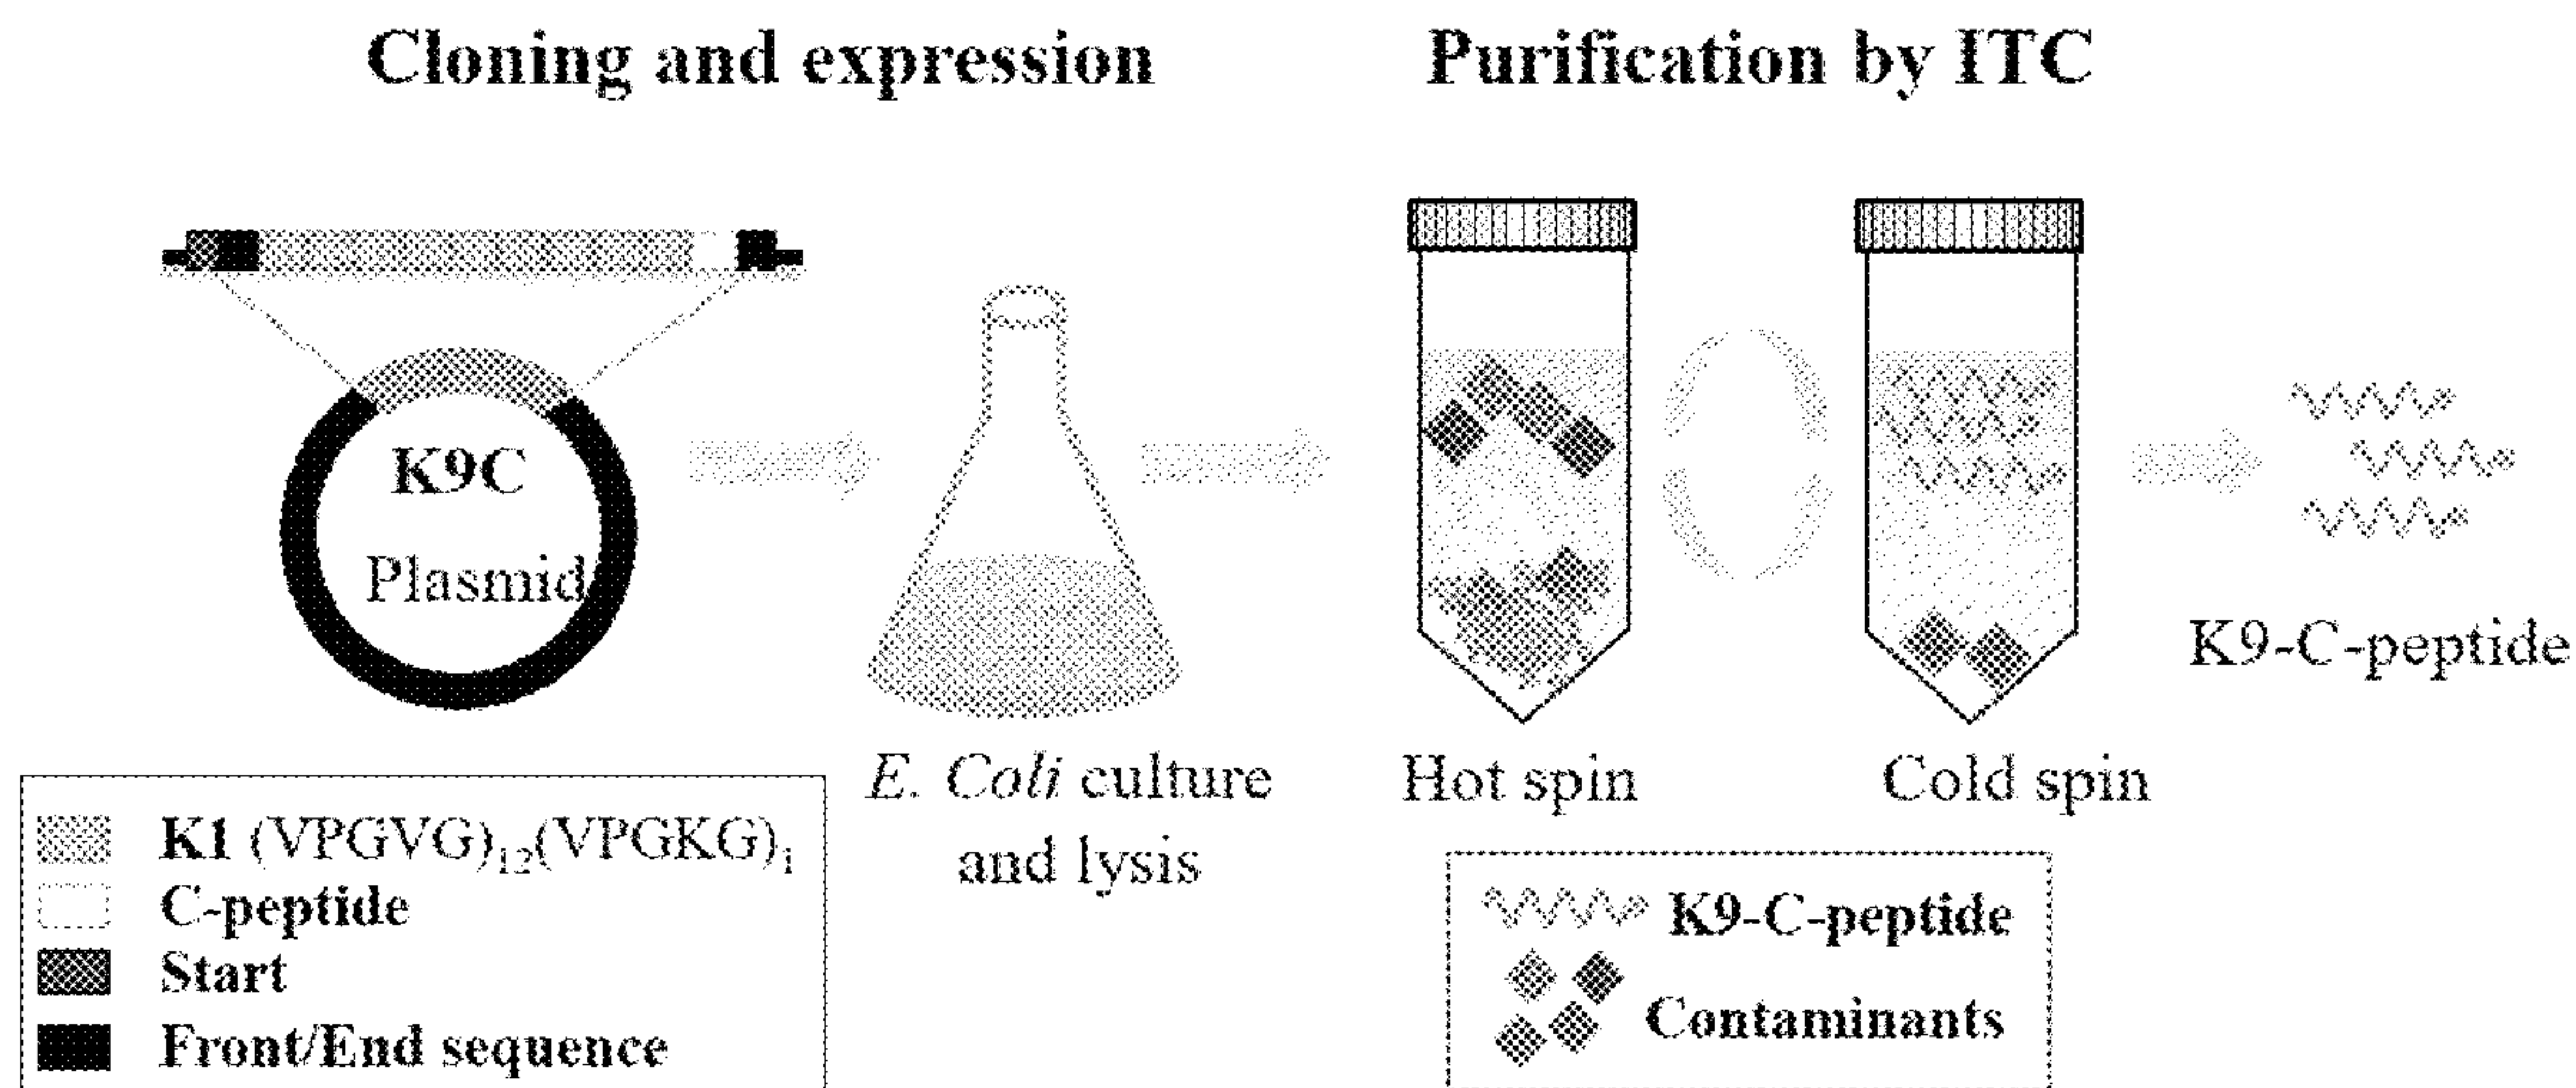 Cloning and expression
Purification by ITC
K9C
Plasmid
E. Coli culture
and lysis
Hot spin
Cold spin
K9-C-peptide
K1 (VPGVG)₁₂(VPGKG)₁
C-peptide
Start
Front/End sequence
K9-C-peptide
Contaminants